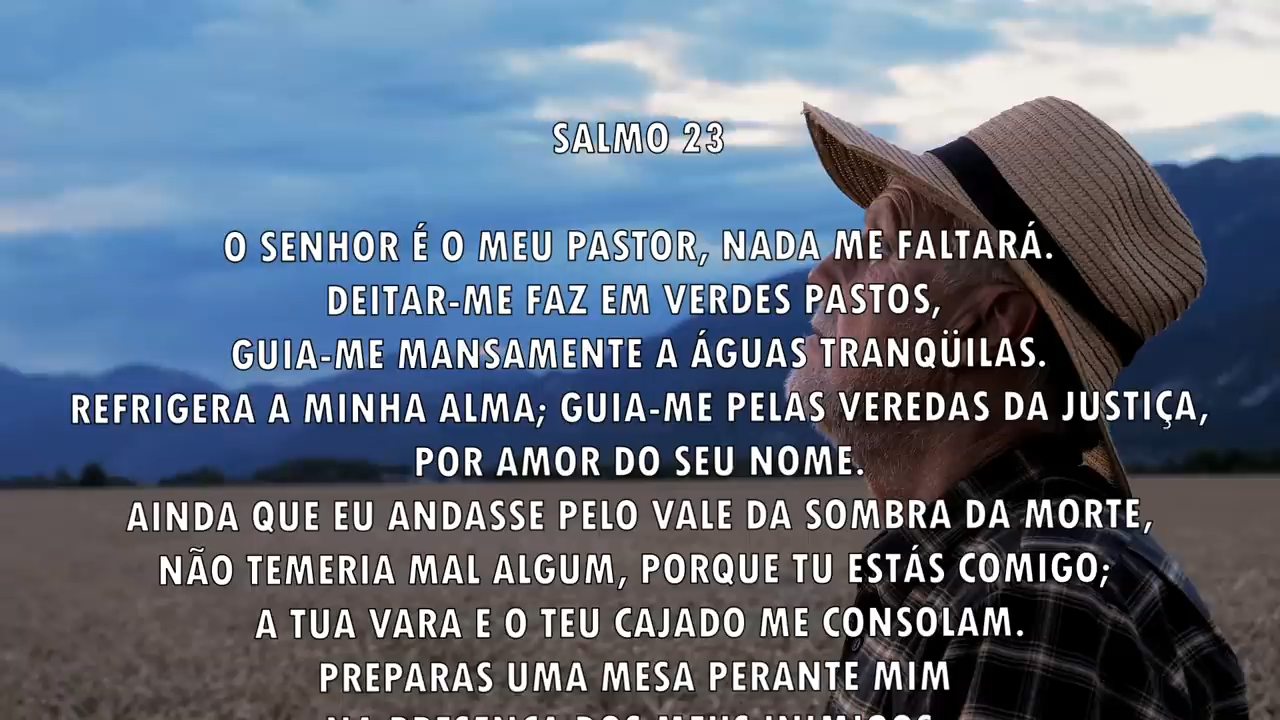 SALMO 23
O SENHOR É O MEU PASTOR, NADA ME FALTARÁ.
DEITAR-ME FAZ EM VERDES PASTOS,
GUIA-ME MANSAMENTE A ÁGUAS TRANQÜILAS.
REFRIGERA A MINHA ALMA; GUIA-ME PELAS VEREDAS DA JUSTIÇA,
POR AMOR DO SEU NOME.
AINDA QUE EU ANDASSE PELO VALE DA SOMBRA DA MORTE,
NÃO TEMERIA MAL ALGUM, PORQUE TU ESTÁS COMIGO;
A TUA VARA E O TEU CAJADO ME CONSOLAM.
PREPARAS UMA MESA PERANTE MIM